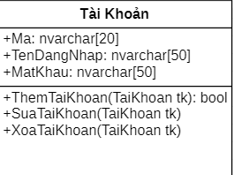 Tài Khoản
+Ma: nvarchar[20]
+TenDangNhap: nvarchar[50]
+MatKhau: nvarchar[50]
+ThemTaiKhoan(TaiKhoan tk): bool
+SuaTaiKhoan(TaiKhoan tk)
+XoaTaiKhoan(TaiKhoan tk)